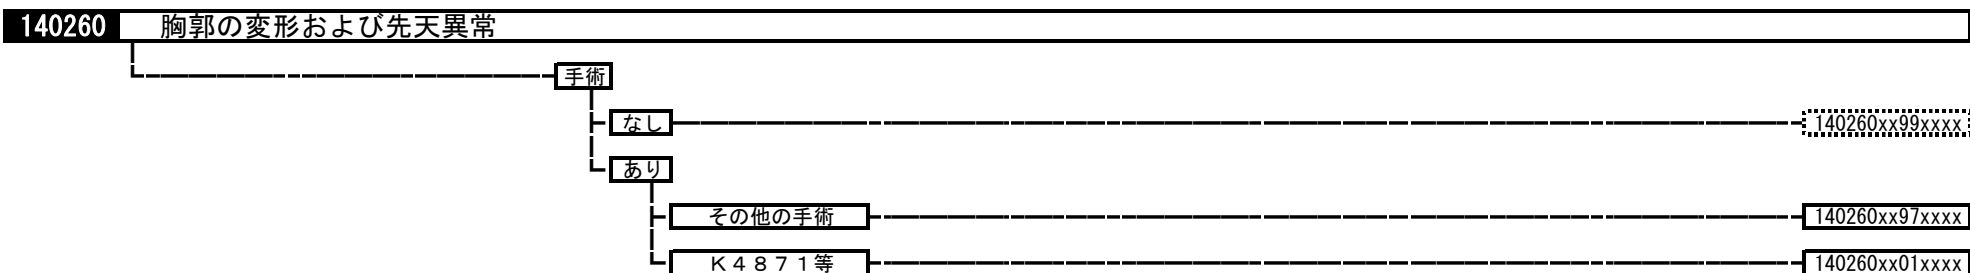 140260 胸郭の変形および先天異常
手術
なし 140260xx99xxxx
あり
その他の手術 140260xx97xxxx
Ｋ４８７１等 140260xx01xxxx